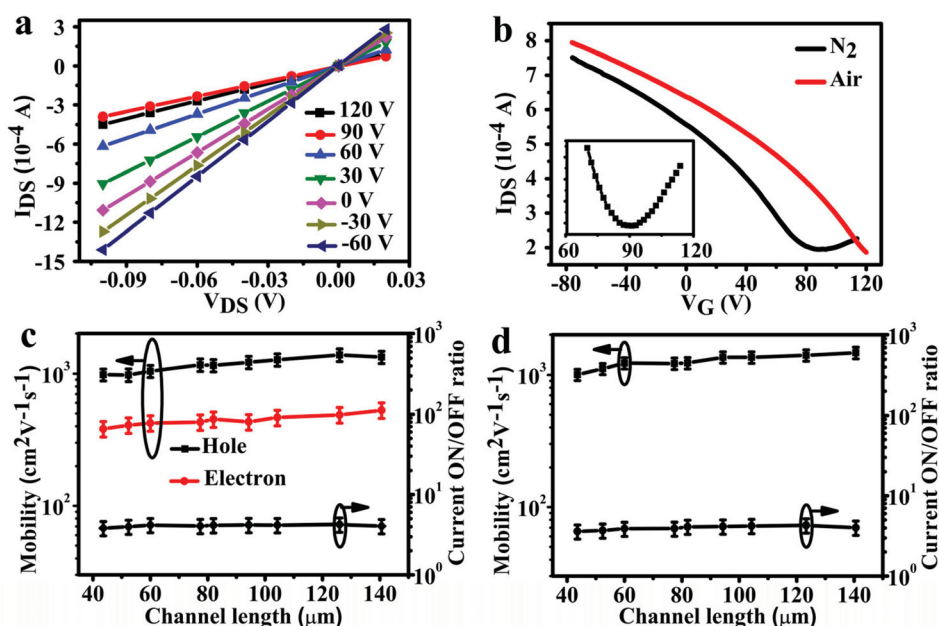 a
I_DS (10^-4 A)
3
0
-3
-6
-9
-12
-15
120 V
90 V
60 V
30 V
0 V
-30 V
-60 V
-0.09 -0.06 -0.03 0.00 0.03
V_DS (V)
b
I_DS (10^-4 A)
8
7
6
5
4
3
2
N_2
Air
60 90 120
-80 -40 0 40 80 120
V_G (V)
c
Mobility (cm^2V^-1s^-1)
10^3
10^2
Hole
Electron
10^3
10^2
10^1
10^0
Current ON/OFF ratio
40 60 80 100 120 140
Channel length (μm)
d
Mobility (cm^2V-1s-1)
10^3
10^2
10^3
10^2
10^1
10^0
Current ON/OFF ratio
40 60 80 100 120 140
Channel length (μm)